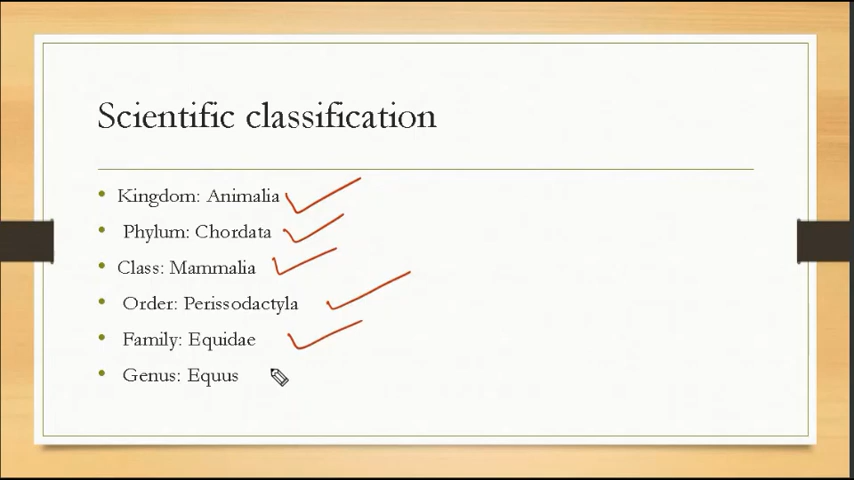 Scientific classification
• Kingdom: Animalia
• Phylum: Chordata
• Class: Mammalia
• Order: Perissodactyla
• Family: Equidae
• Genus: Equus